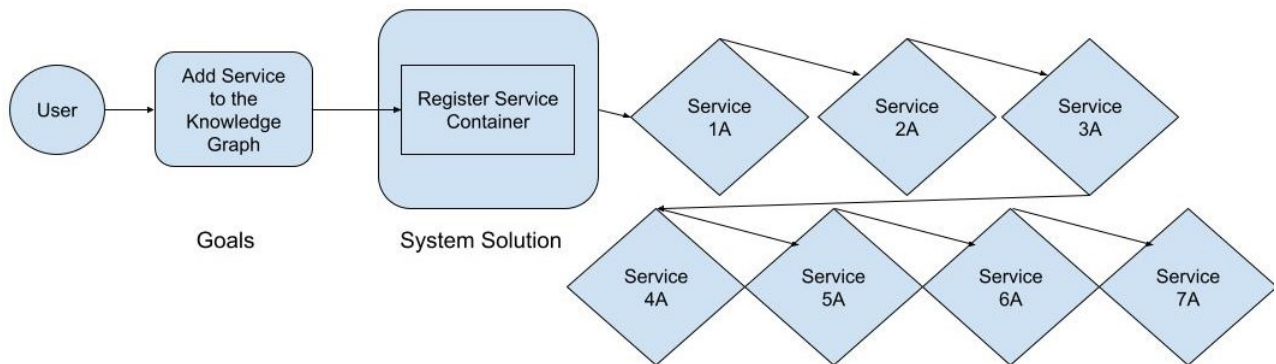 User
Add Service
to the
Knowledge
Graph
Register Service
Container
Service
1A
Service
2A
Service
3A
Goals
System Solution
Service
4A
Service
5A
Service
6A
Service
7A